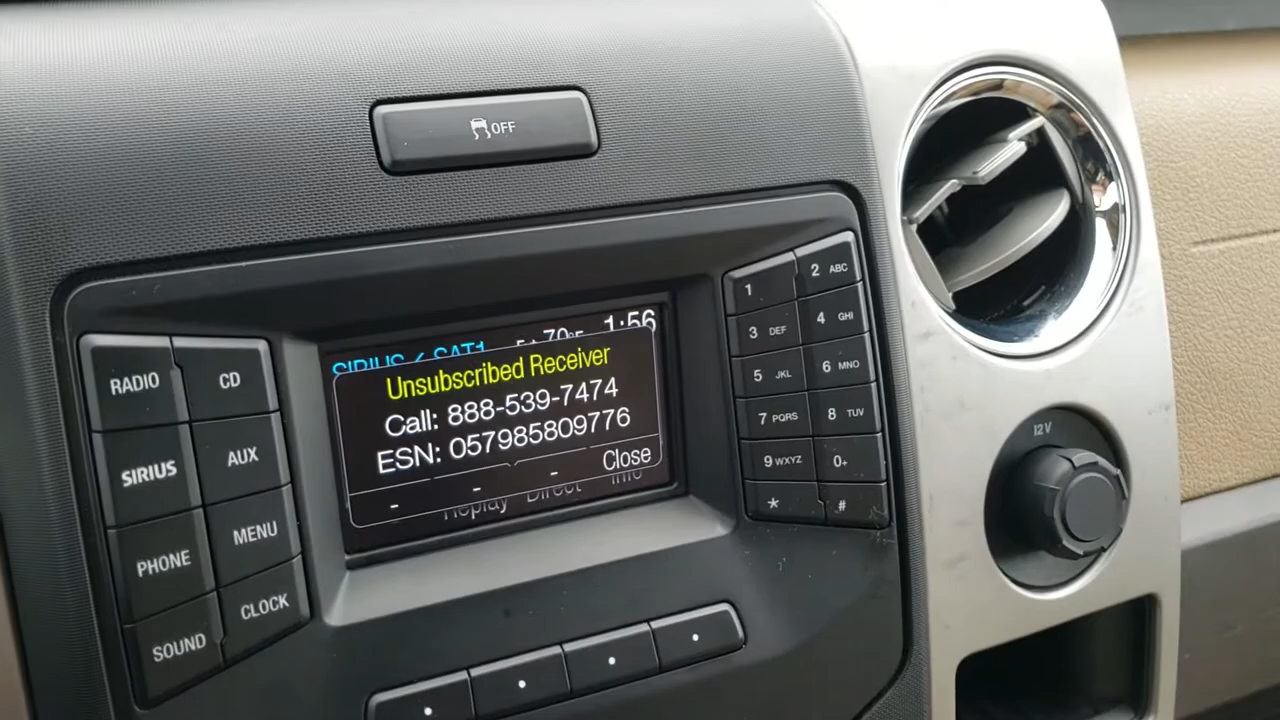 OFF
RADIO
CD
SIRIUS
AUX
PHONE
MENU
SOUND
CLOCK
SAT1 70°F 1:56
Unsubscribed Receiver
Call: 888-539-7474
ESN: 057985809776
- - - Close
Replay Direct Info
1
2 ABC
3 DEF
4 GHI
5 JKL
6 MNO
7 PQRS
8 TUV
9 WXYZ
0+
*
#
12V